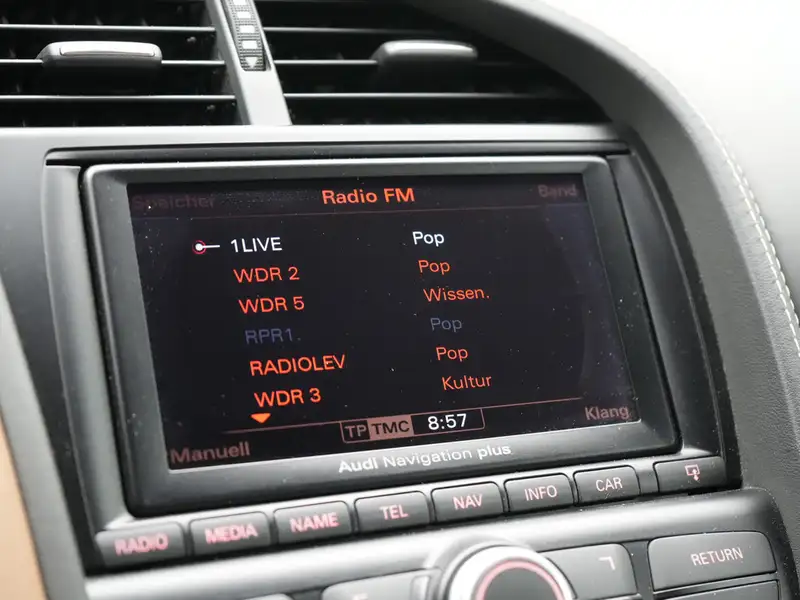 Speicher Radio FM Band
1LIVE Pop
WDR 2 Pop
WDR 5 Wissen.
RPR1. Pop
RADIOLEV Pop
WDR 3 Kultur
Manuell TP TMC 8:57 Klang
Audi Navigation plus
RADIO MEDIA NAME TEL NAV INFO CAR
RETURN